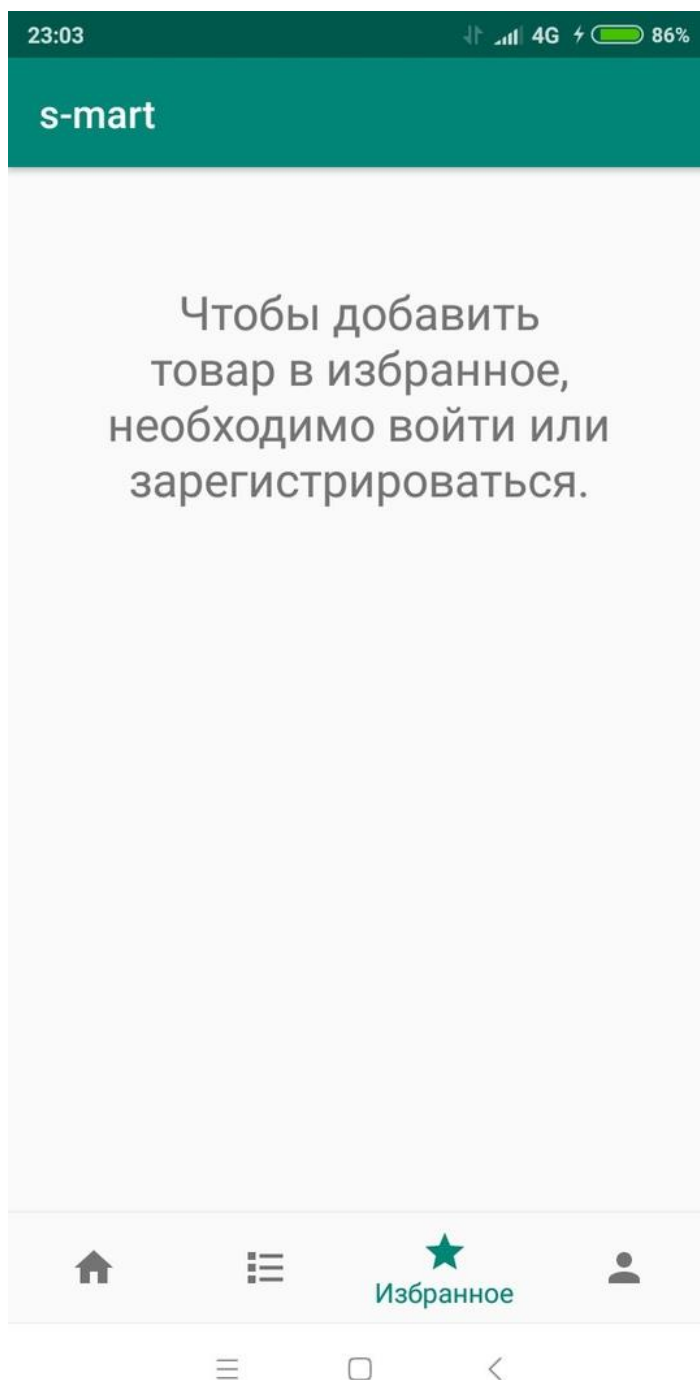 23:03 4G 86%
s-mart
Чтобы добавить
товар в избранное,
необходимо войти или
зарегистрироваться.
Избранное